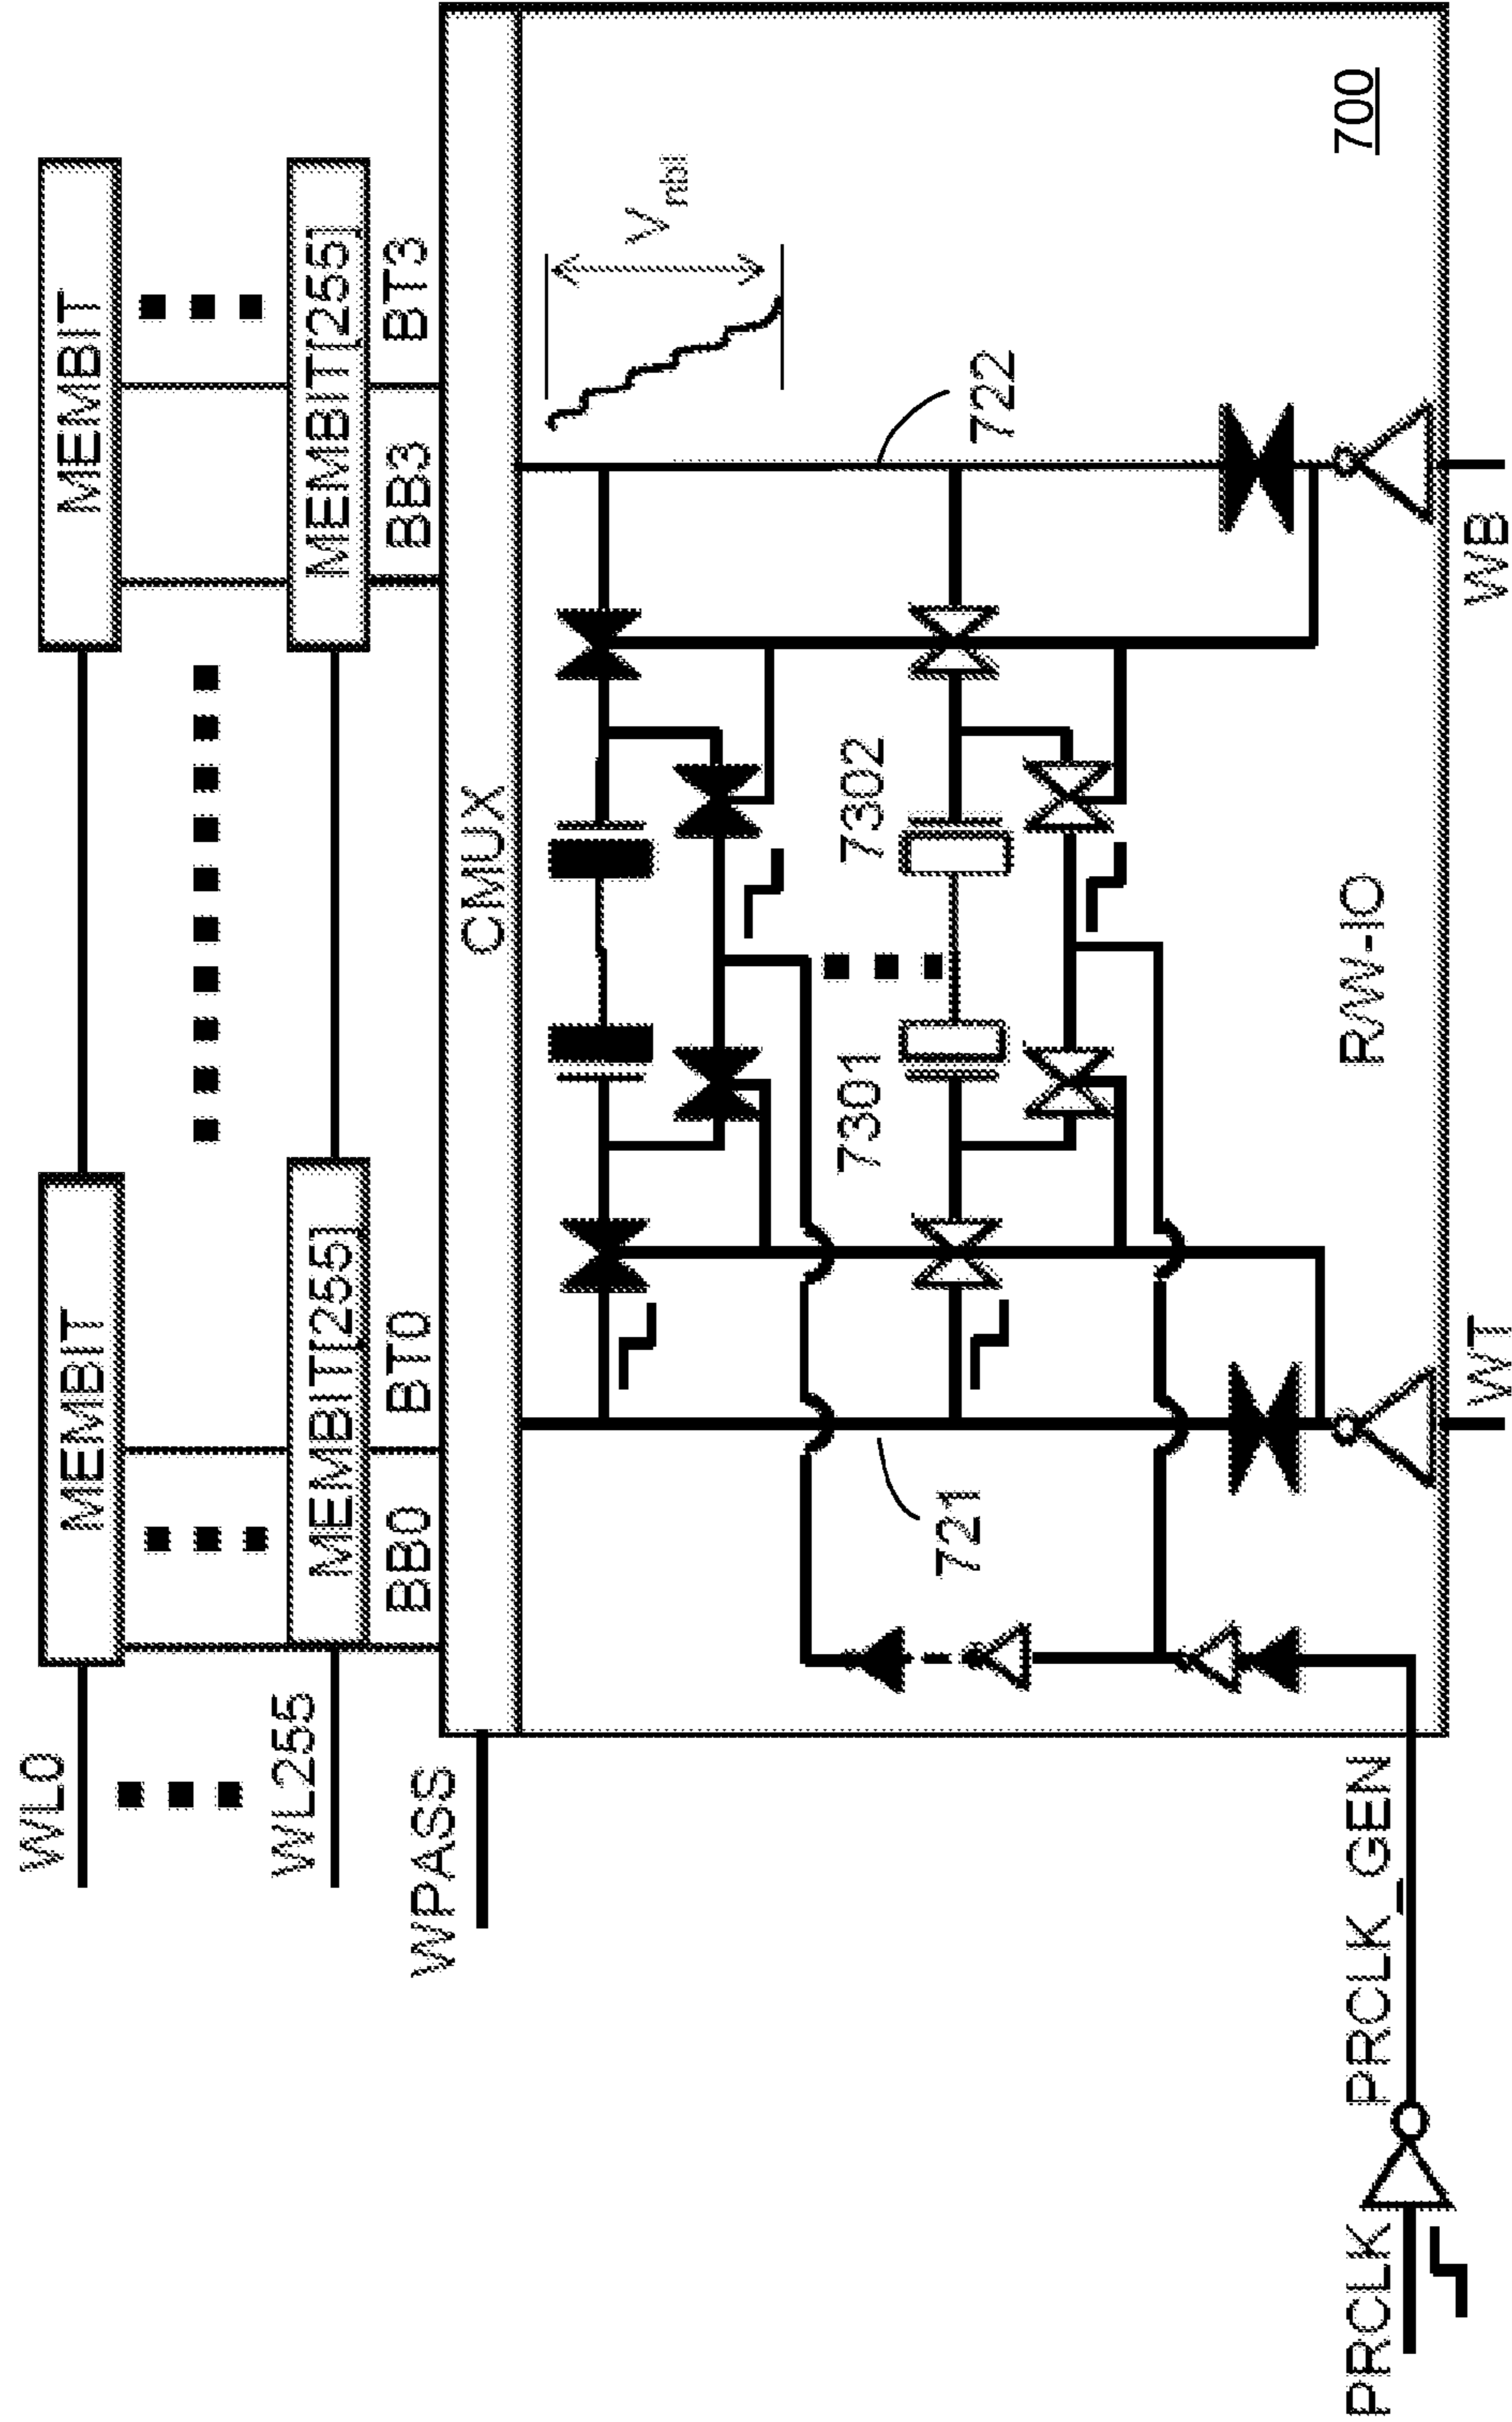 WL0
MEMBIT
MEMBIT
WL255
MEMBIT[255]
MEMBIT[255]
BB0
BT0
BB3
BT3
WPASS
CMUX
Vnbl
7301
7302
721
722
R/W-IO
700
PRCLK
PRCLK_GEN
WT
WB